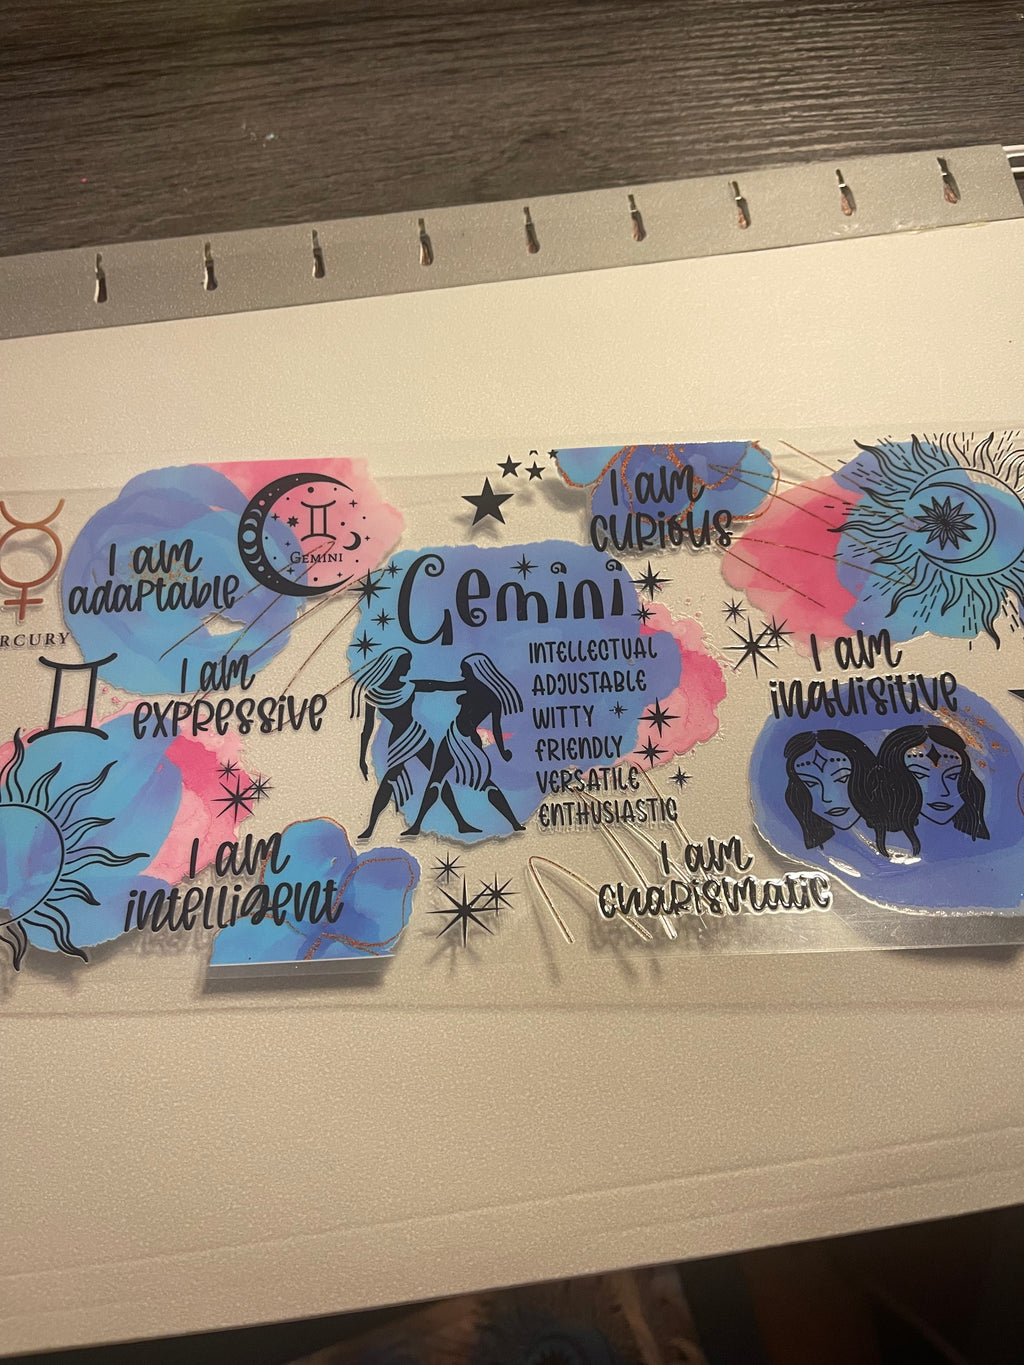 I am
adaptable
GEMINI
RCURY
I am
expressive
I am
intelligent
Gemini
INTELLECTUAL
ADJUSTABLE
WITTY
FRIENDLY
VERSATILE
ENTHUSIASTIC
I am
curious
I am
inquisitive
I am
charismatic